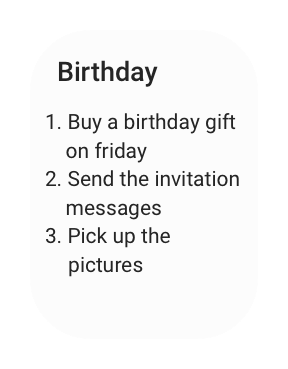 Birthday
1. Buy a birthday gift
on friday
2. Send the invitation
messages
3. Pick up the
pictures